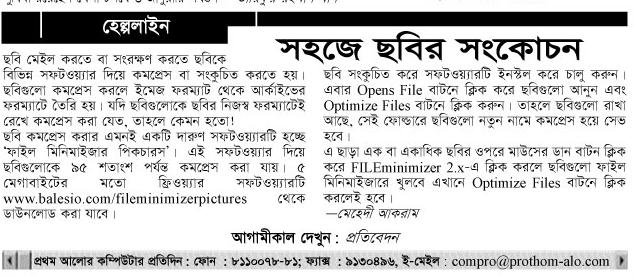 হেল্পলাইন
সহজে ছবির সংকোচন
ছবি মেইল করতে বা সংরক্ষণ করতে ছবিকে
বিভিন্ন সফটওয়্যার দিয়ে কমপ্রেস বা সংকুচিত করতে হয়।
ছবিগুলো কমপ্রেস করলে ইমেজ ফরম্যাট থেকে আর্কাইভের
ফরম্যাটে তৈরি হয়। যদি ছবিগুলোকে ছবির নিজস্ব ফরম্যাটেই
রেখে কমপ্রেস করা যেত, তাহলে কেমন হতো!
ছবি কমপ্রেস করার এমনই একটি দারুণ সফটওয়্যারটি হচ্ছে
'ফাইল মিনিমাইজার পিকচারস'। এই সফটওয়্যার দিয়ে
ছবিগুলোকে ৯৫ শতাংশ পর্যন্ত কমপ্রেস করা যায়। ৫
মেগাবাইটের মতো ফ্রিওয়্যার সফটওয়্যারটি
www.balesio.com/fileminimizerpictures থেকে
ডাউনলোড করা যাবে।
ছবি সংকুচিত করে সফটওয়্যারটি ইনস্টল করে চালু করুন।
এবার Opens File বাটনে ক্লিক করে ছবিগুলো আনুন এবং
Optimize Files বাটনে ক্লিক করুন। তাহলে ছবিগুলো রাখা
আছে, সেই ফোল্ডারে ছবিগুলো নতুন নামে কমপ্রেস হয়ে সেভ
হবে।
এ ছাড়া এক বা একাধিক ছবির ওপরে মাউসের ডান বাটন ক্লিক
করে FILEminimizer 2.x-এ ক্লিক করলে ছবিগুলো ফাইল
মিনিমাইজারে খুলবে এখানে Optimize Files বাটনে ক্লিক
করলেই হবে।
—মেহেদী আকরাম
আগামীকাল দেখুন : প্রতিবেদন
প্রথম আলোর কম্পিউটার প্রতিদিন : ফোন : ৮১১০০৭৮-৮১; ফ্যাক্স : ৯১৩০৪৯৬, ই-মেইল : compro@prothom-alo.com